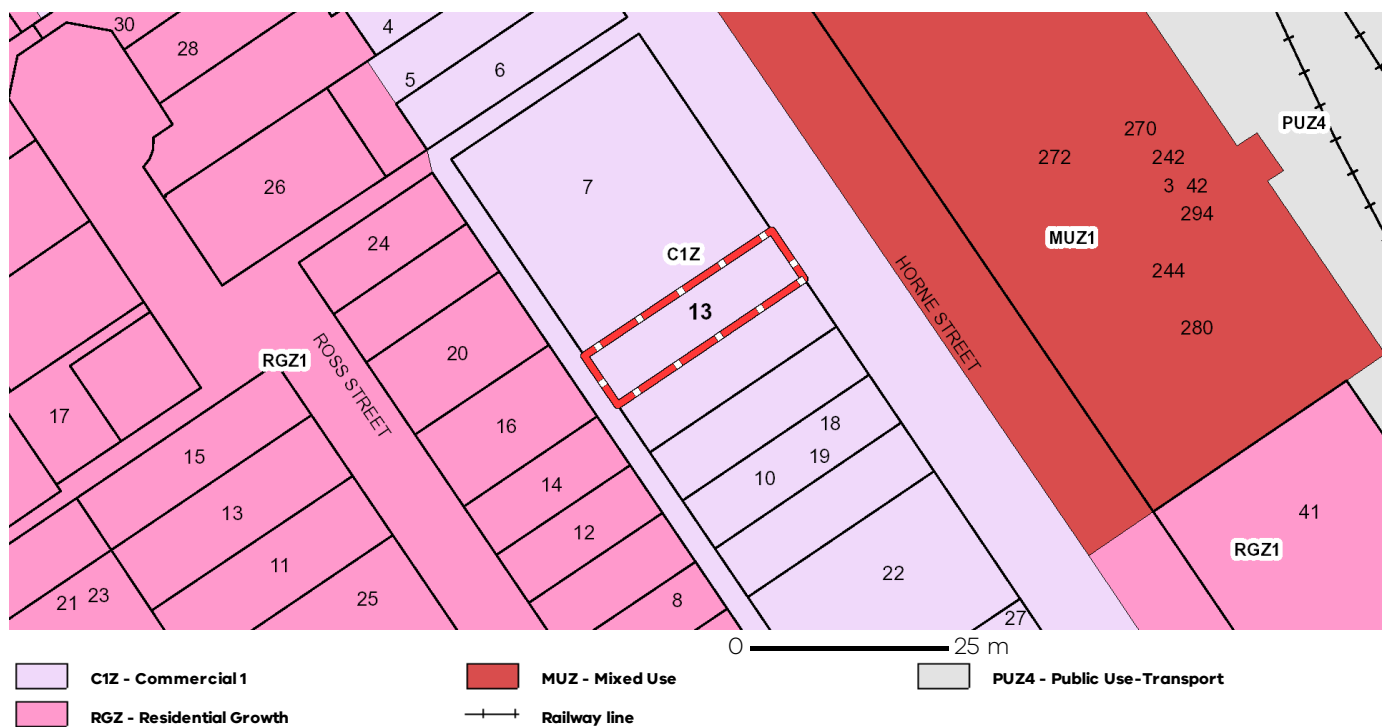 30
4
28
5
6
270
PUZ4
272
242
26
7
3 42
294
24
MUZ1
C1Z
244
HORNE STREET
13
280
ROSS STREET
20
RGZ1
17
16
18
15
19
10
14
13
41
12
RGZ1
11
22
21 23
25
8
27
0 25 m
C1Z - Commercial 1
MUZ - Mixed Use
PUZ4 - Public Use-Transport
RGZ - Residential Growth
Railway line